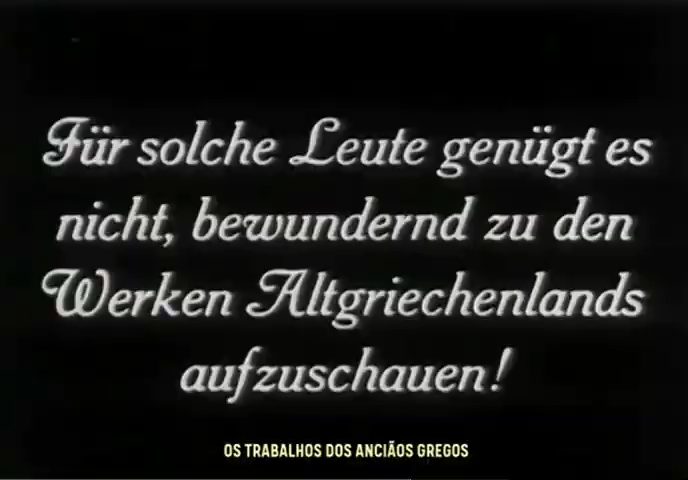 Für solche Leute genügt es
nicht, bewundernd zu den
Werken Altgriechenlands
aufzuschauen!
OS TRABALHOS DOS ANCIÃOS GREGOS